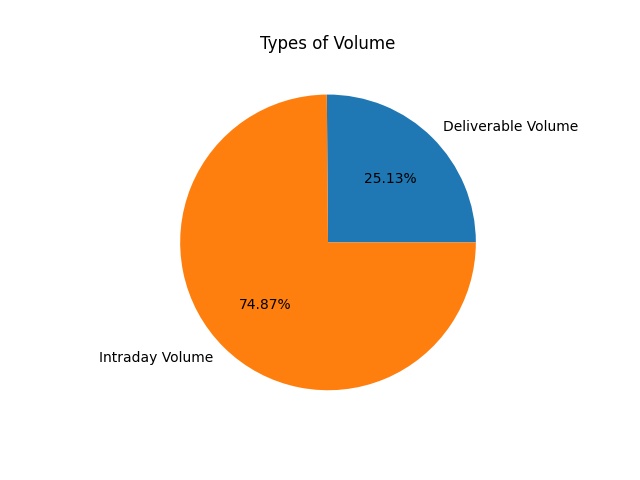 Types of Volume
Deliverable Volume
25.13%
74.87%
Intraday Volume